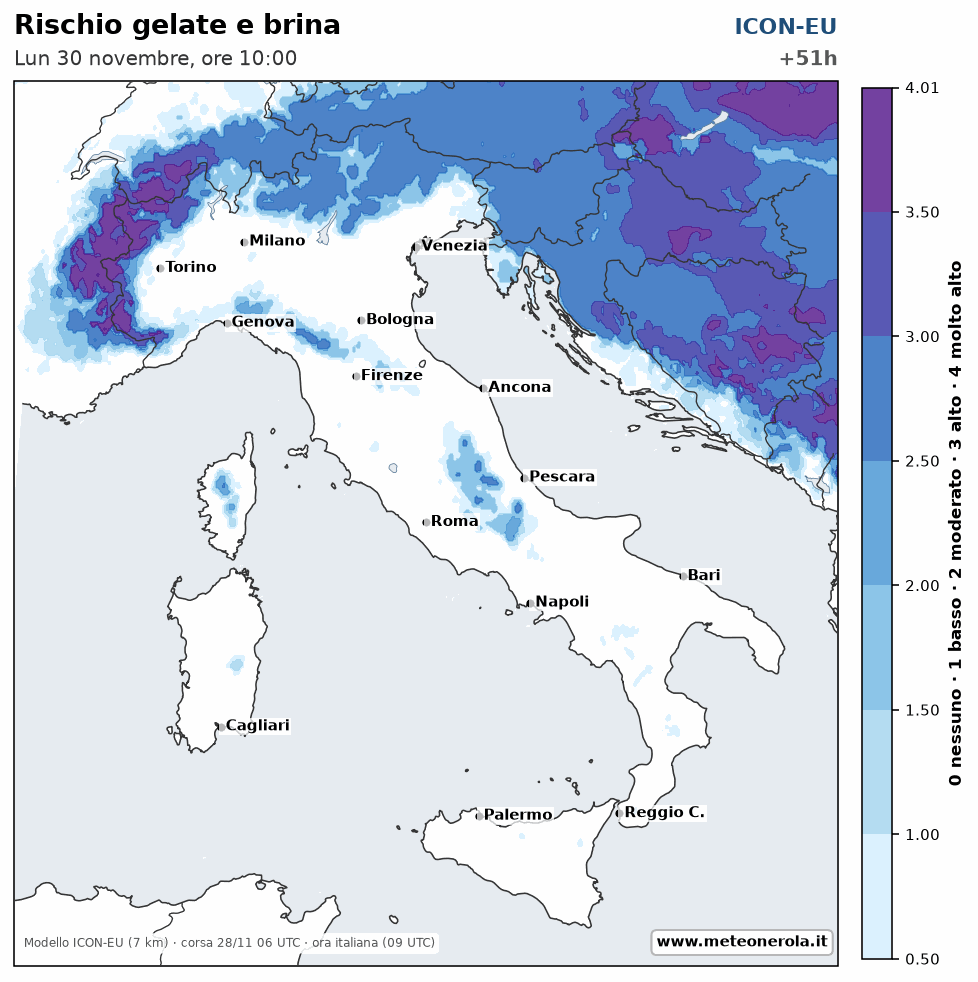 Rischio gelate e brina
ICON-EU
Lun 30 novembre, ore 10:00
+51h
4.01
3.50
3.00
2.50
2.00
1.50
1.00
0.50
0 nessuno · 1 basso · 2 moderato · 3 alto · 4 molto alto
Milano
Venezia
Torino
Genova
Bologna
Firenze
Ancona
Pescara
Roma
Bari
Napoli
Cagliari
Palermo
Reggio C.
Modello ICON-EU (7 km) · corsa 28/11 06 UTC · ora italiana (09 UTC)
www.meteonerola.it